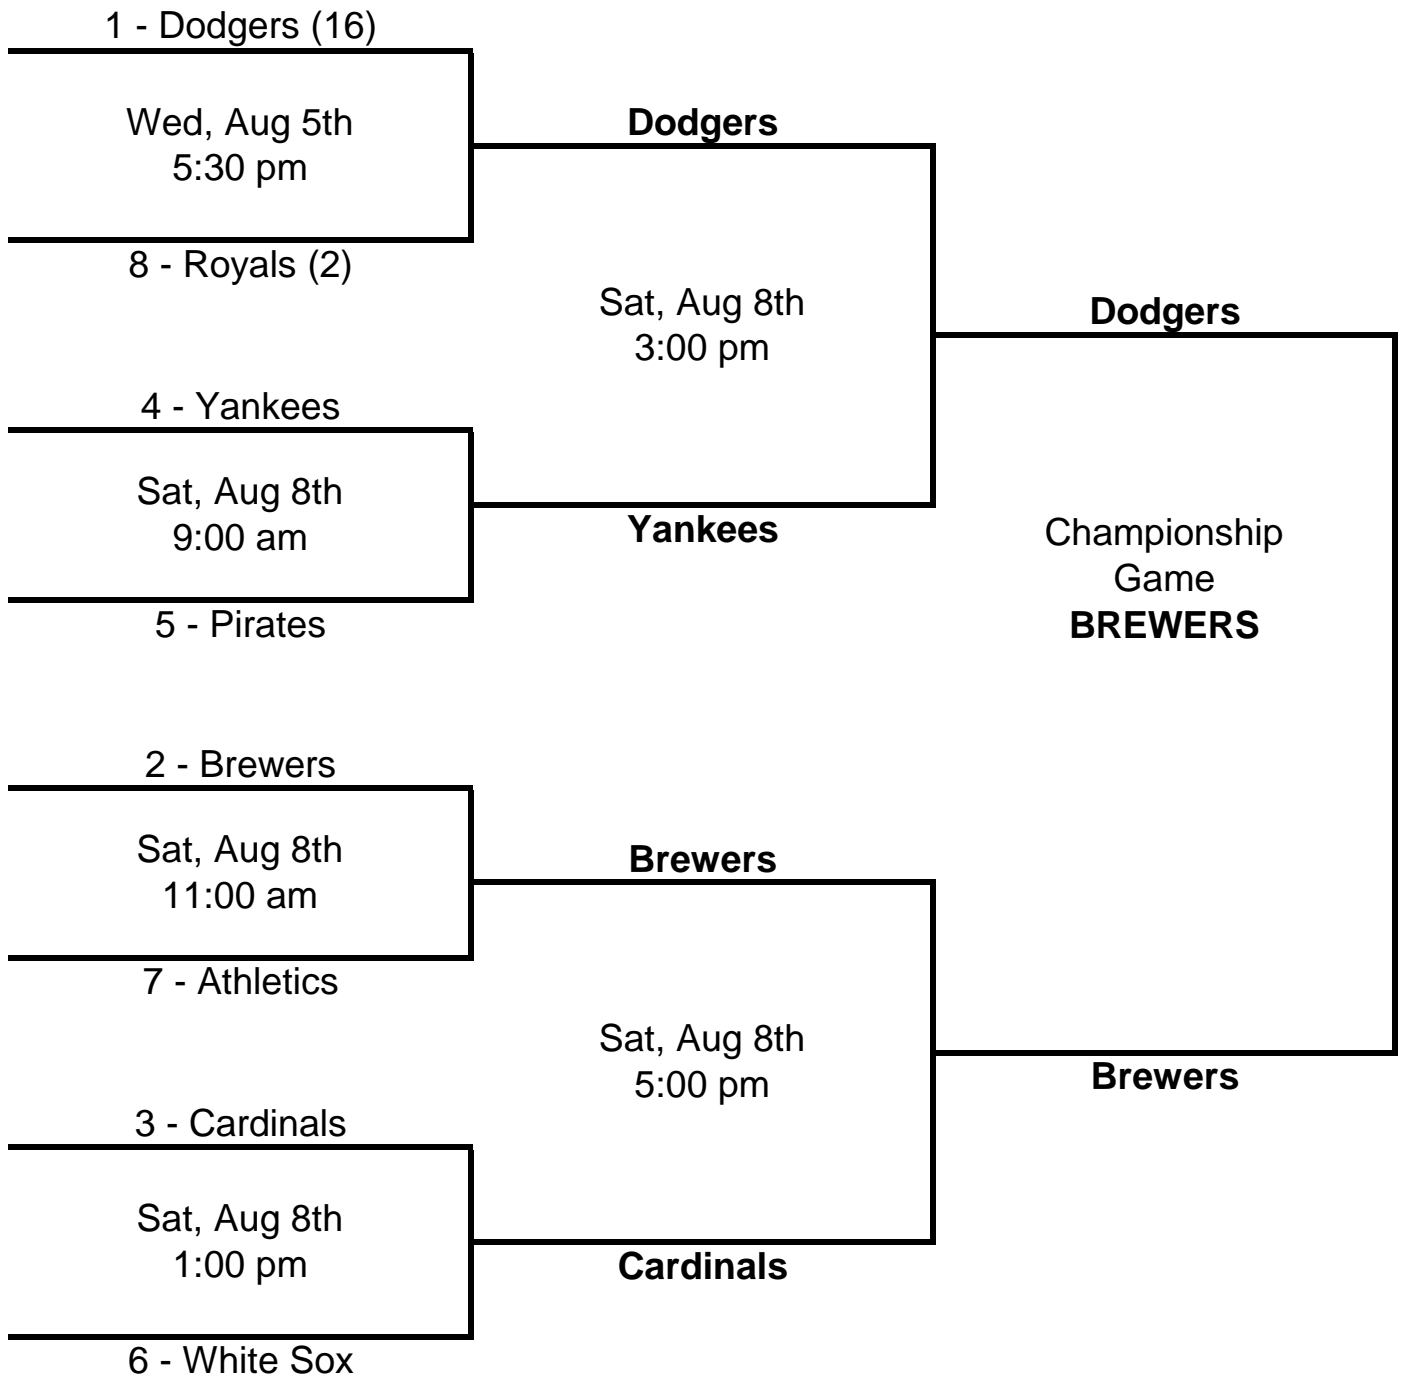 1 - Dodgers (16)
Wed, Aug 5th
5:30 pm
8 - Royals (2)
Dodgers
Sat, Aug 8th
3:00 pm
Dodgers
4 - Yankees
Sat, Aug 8th
9:00 am
5 - Pirates
Yankees
Championship
Game
BREWERS
2 - Brewers
Sat, Aug 8th
11:00 am
7 - Athletics
Brewers
Sat, Aug 8th
5:00 pm
Brewers
3 - Cardinals
Sat, Aug 8th
1:00 pm
6 - White Sox
Cardinals